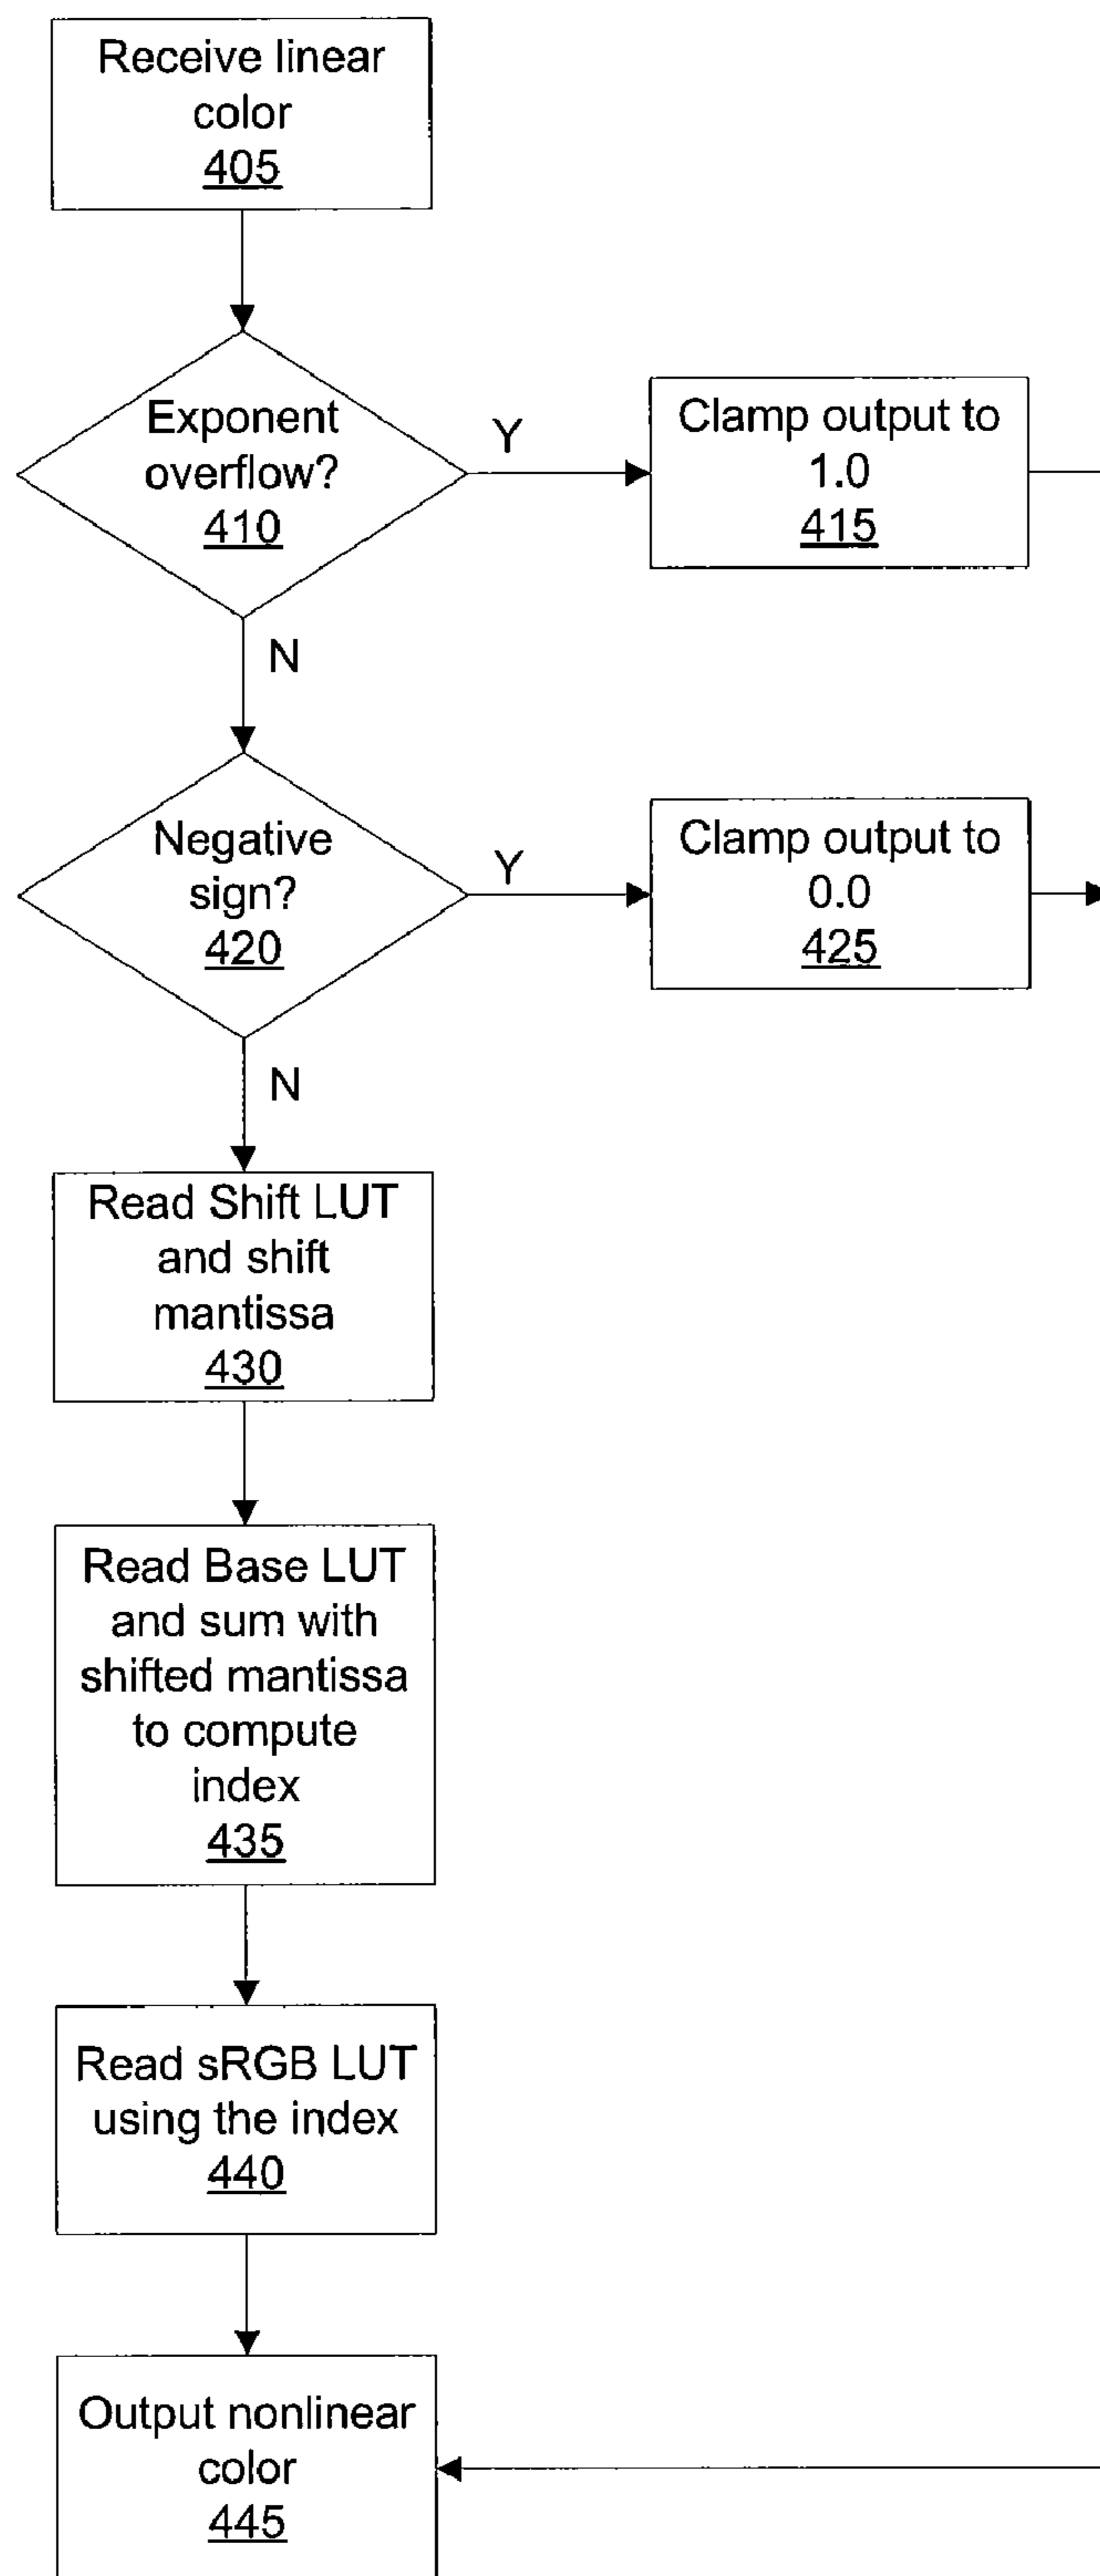 Receive linear
color
405
Exponent
overflow?
410
Y
Clamp output to
1.0
415
N
Negative
sign?
420
Y
Clamp output to
0.0
425
N
Read Shift LUT
and shift
mantissa
430
Read Base LUT
and sum with
shifted mantissa
to compute
index
435
Read sRGB LUT
using the index
440
Output nonlinear
color
445